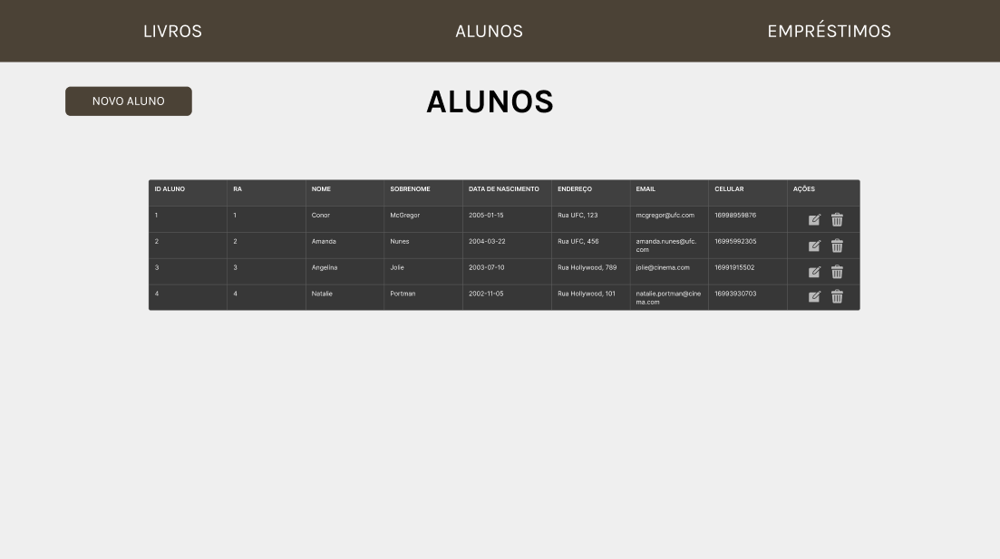 LIVROS ALUNOS EMPRÉSTIMOS
NOVO ALUNO
ALUNOS
ID ALUNO RA NOME SOBRENOME DATA DE NASCIMENTO ENDEREÇO EMAIL CELULAR AÇÕES
1 1 Conor McGregor 2005-01-15 Rua UFC, 123 mcgregor@ufc.com 16998959876
2 2 Amanda Nunes 2004-03-22 Rua UFC, 456 amanda.nunes@ufc. 16995992305
com
3 3 Angelina Jolie 2003-07-10 Rua Hollywood, 789 jolie@cinema.com 16991915502
4 4 Natalie Portman 2002-11-05 Rua Hollywood, 101 natalie.portman@cine 16993930703
ma.com